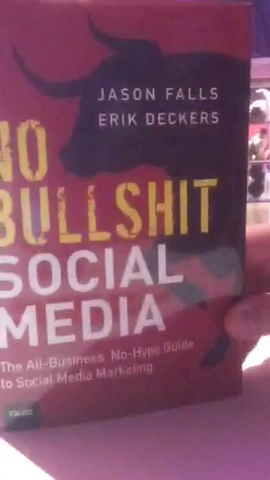 JASON FALLS
ERIK DECKERS
NO
BULLSHIT
SOCIAL
MEDIA
The All-Business, No-Hype Guide
to Social Media Marketing